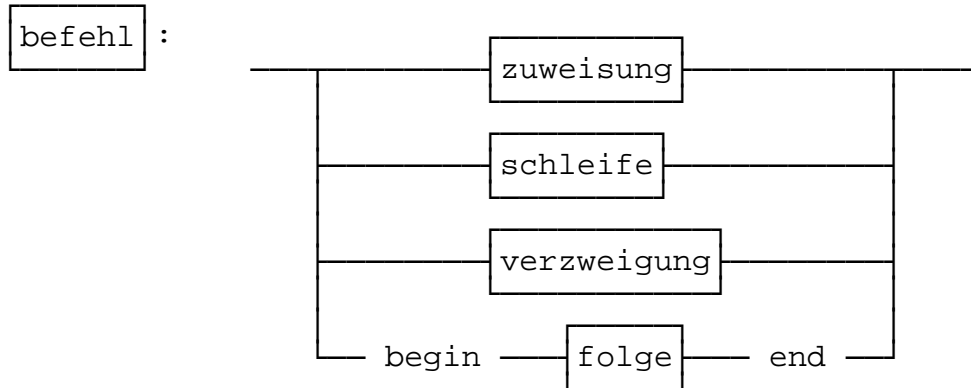 befehl :
zuweisung
schleife
verzweigung
begin folge end